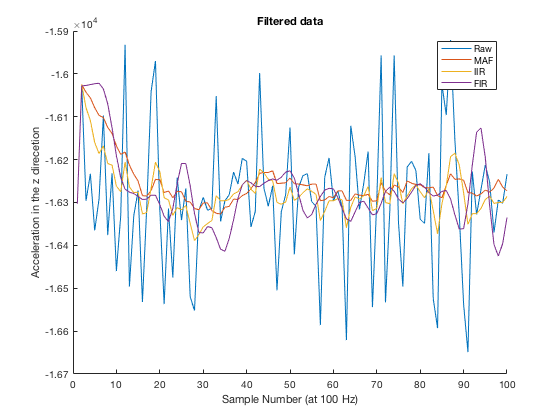 Filtered data
×10⁴
-1.59
-1.6
-1.61
-1.62
-1.63
-1.64
-1.65
-1.66
-1.67
Acceleration in the z direcetion
Raw
MAF
IIR
FIR
0 10 20 30 40 50 60 70 80 90 100
Sample Number (at 100 Hz)